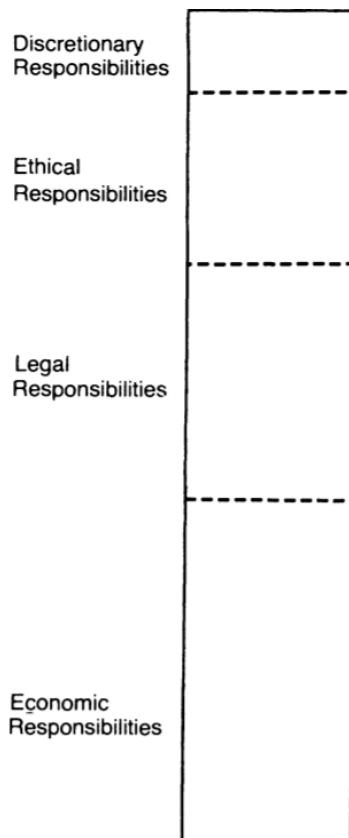 Discretionary
Responsibilities
Ethical
Responsibilities
Legal
Responsibilities
Economic
Responsibilities